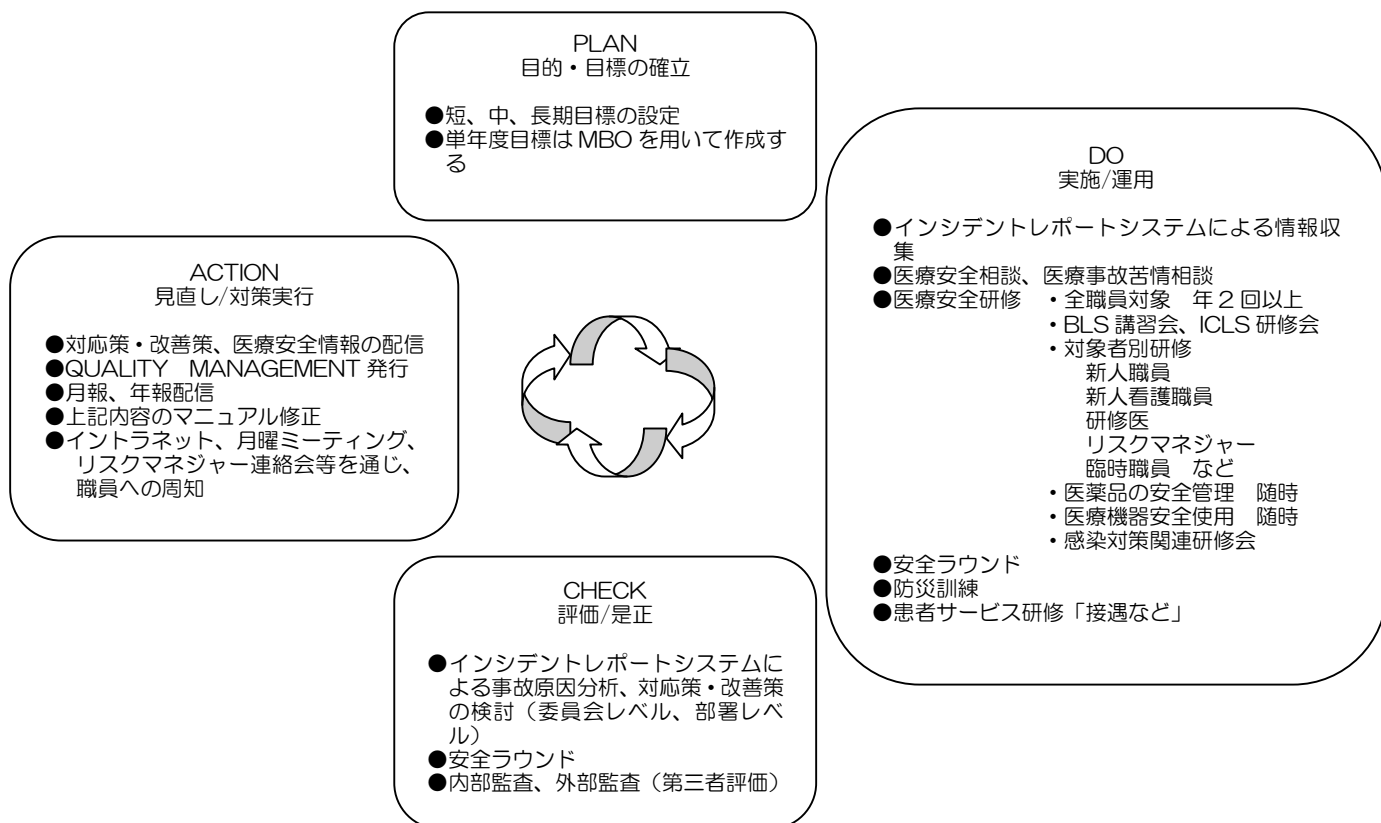 PLAN
目的・目標の確立
●短、中、長期目標の設定
●単年度目標は MBO を用いて作成す
る
DO
実施/運用
●インシデントレポートシステムによる情報収
集
●医療安全相談、医療事故苦情相談
●医療安全研修　・全職員対象　年２回以上
・BLS 講習会、ICLS 研修会
・対象者別研修
新人職員
新人看護職員
研修医
リスクマネジャー
臨時職員　など
・医薬品の安全管理　随時
・医療機器安全使用　随時
・感染対策関連研修会
●安全ラウンド
●防災訓練
●患者サービス研修「接遇など」
ACTION
見直し/対策実行
●対応策・改善策、医療安全情報の配信
●QUALITY　MANAGEMENT 発行
●月報、年報配信
●上記内容のマニュアル修正
●イントラネット、月曜ミーティング、
リスクマネジャー連絡会等を通じ、
職員への周知
CHECK
評価/是正
●インシデントレポートシステムに
よる事故原因分析、対応策・改善策
の検討（委員会レベル、部署レベ
ル）
●安全ラウンド
●内部監査、外部監査（第三者評価）